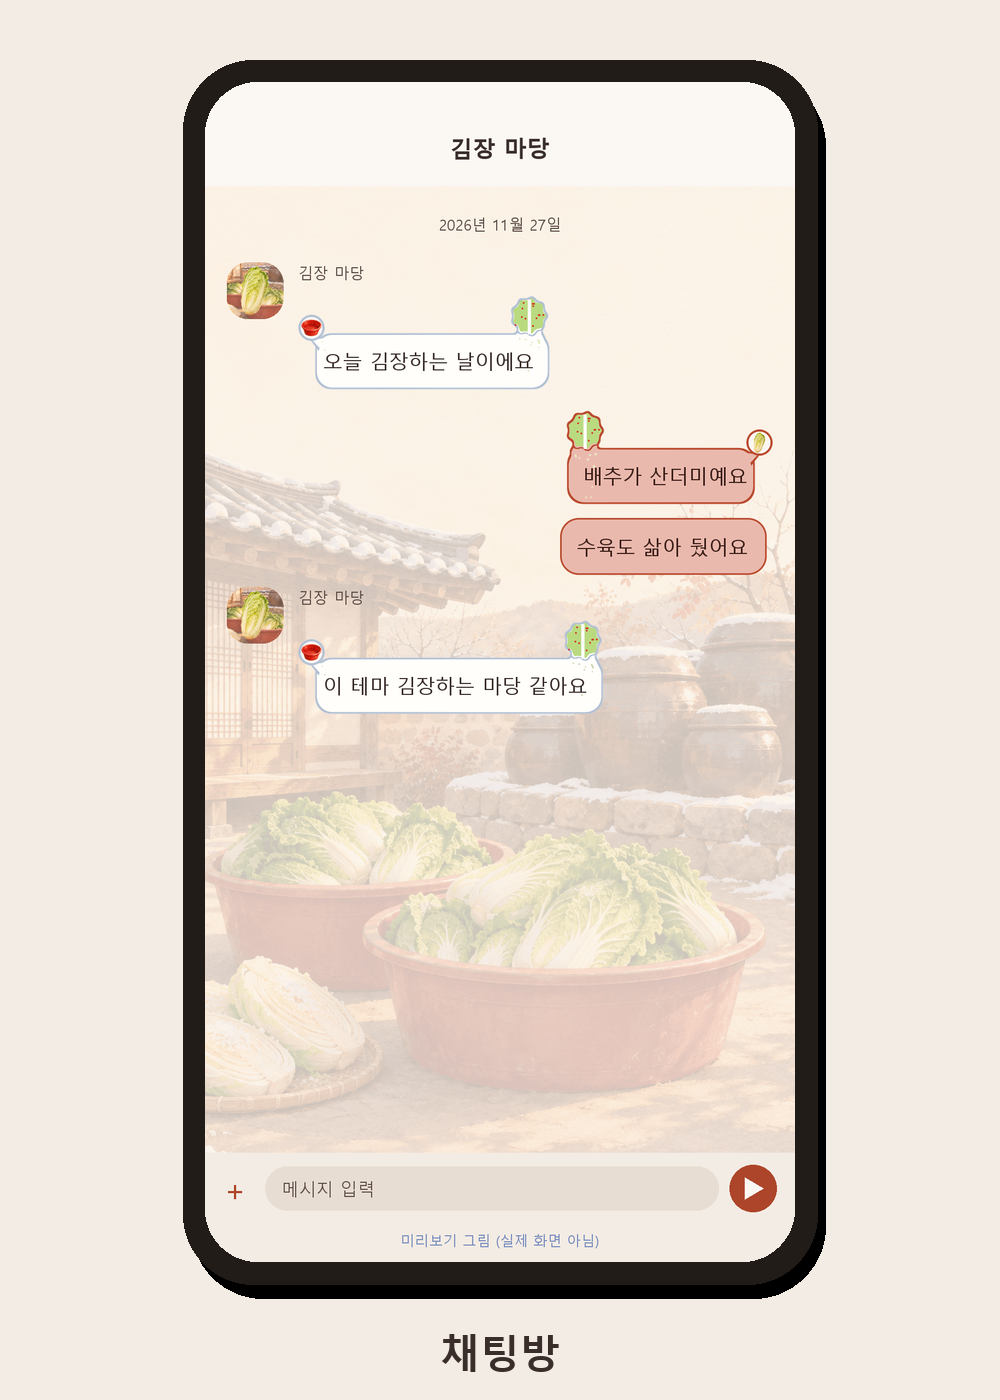 김장 마당
2026년 11월 27일
김장 마당
오늘 김장하는 날이에요
배추가 산더미예요
수육도 삶아 뒀어요
김장 마당
이 테마 김장하는 마당 같아요
+ 메시지 입력
미리보기 그림 (실제 화면 아님)
채팅방